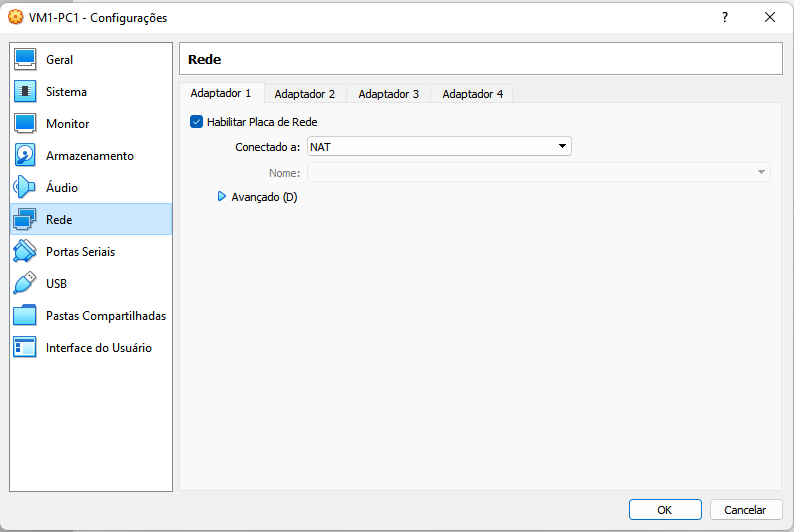 VM1-PC1 - Configurações
?
Geral
Sistema
Monitor
Armazenamento
Áudio
Rede
Portas Seriais
USB
Pastas Compartilhadas
Interface do Usuário
Rede
Adaptador 1 Adaptador 2 Adaptador 3 Adaptador 4
Habilitar Placa de Rede
Conectado a: NAT
Nome:
Avançado (D)
OK Cancelar